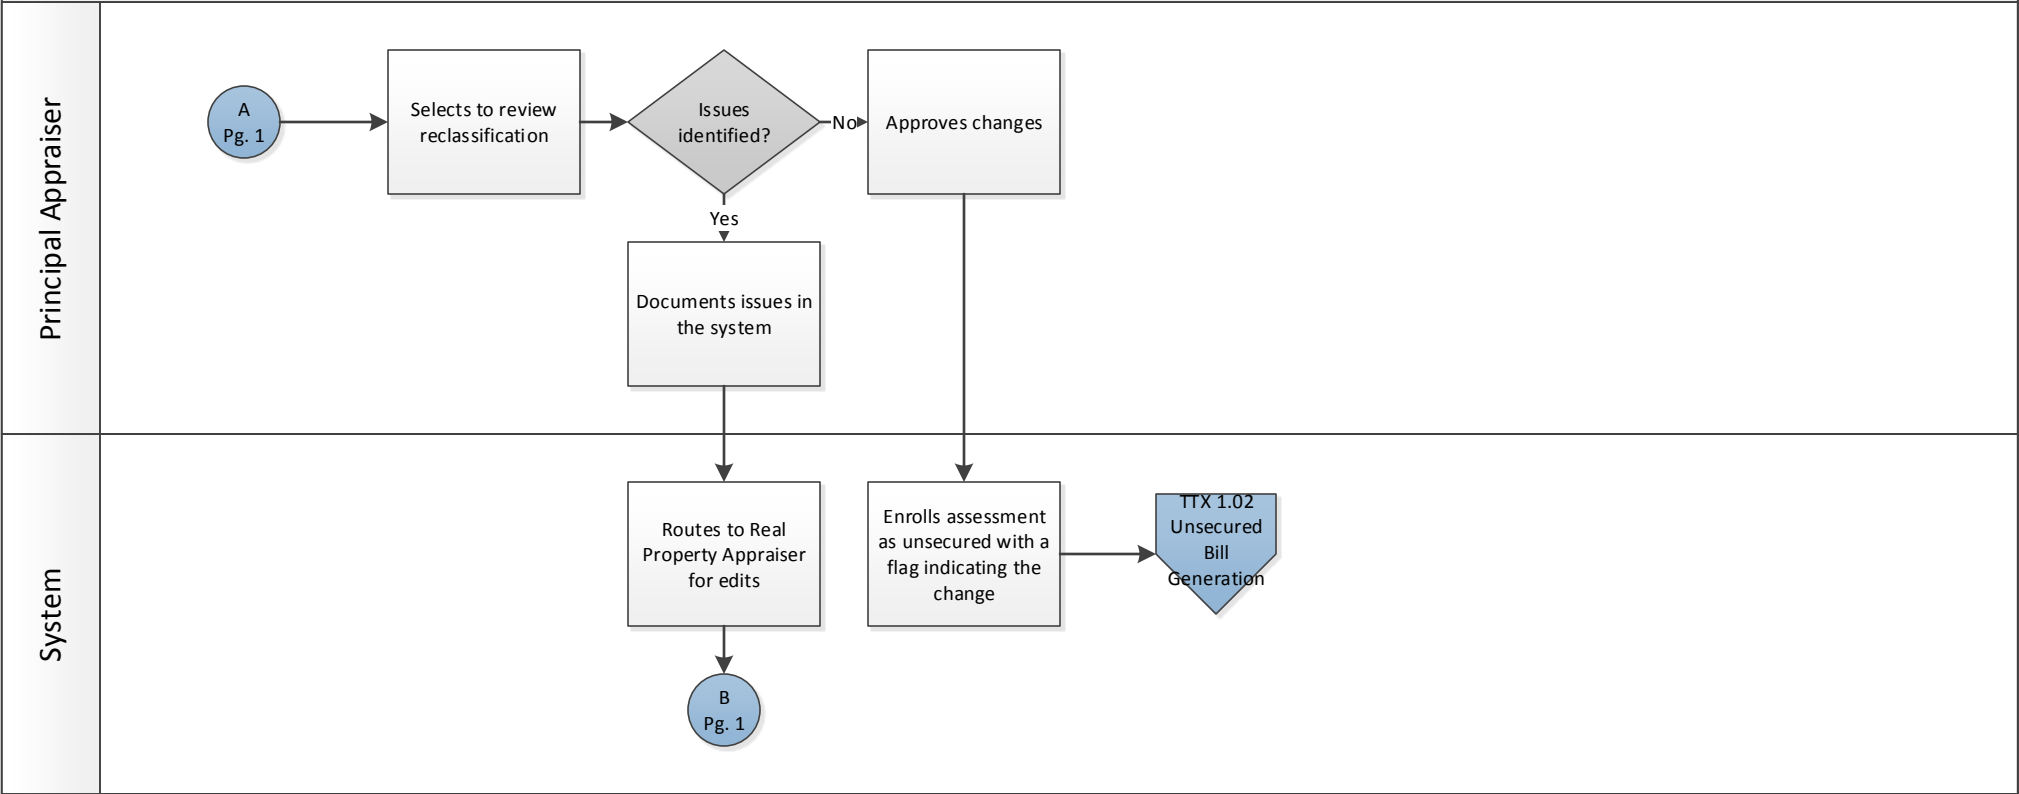 Principal Appraiser
A
Pg. 1
Selects to review
reclassification
Issues
identified?
No
Approves changes
Yes
Documents issues in
the system
System
Routes to Real
Property Appraiser
for edits
Enrolls assessment
as unsecured with a
flag indicating the
change
TTX 1.02
Unsecured
Bill
Generation
B
Pg. 1